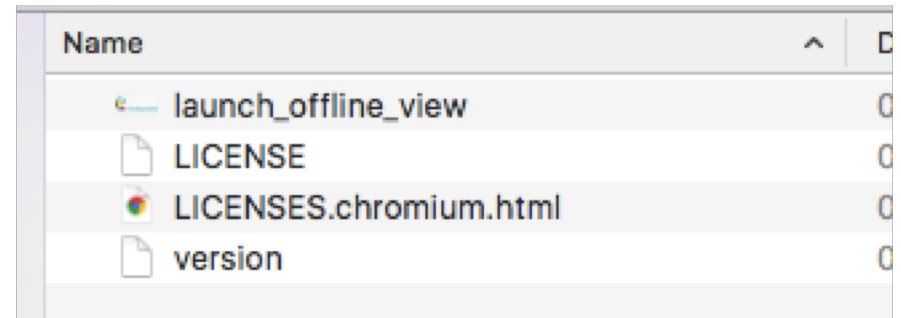 Name
launch_offline_view
LICENSE
LICENSES.chromium.html
version